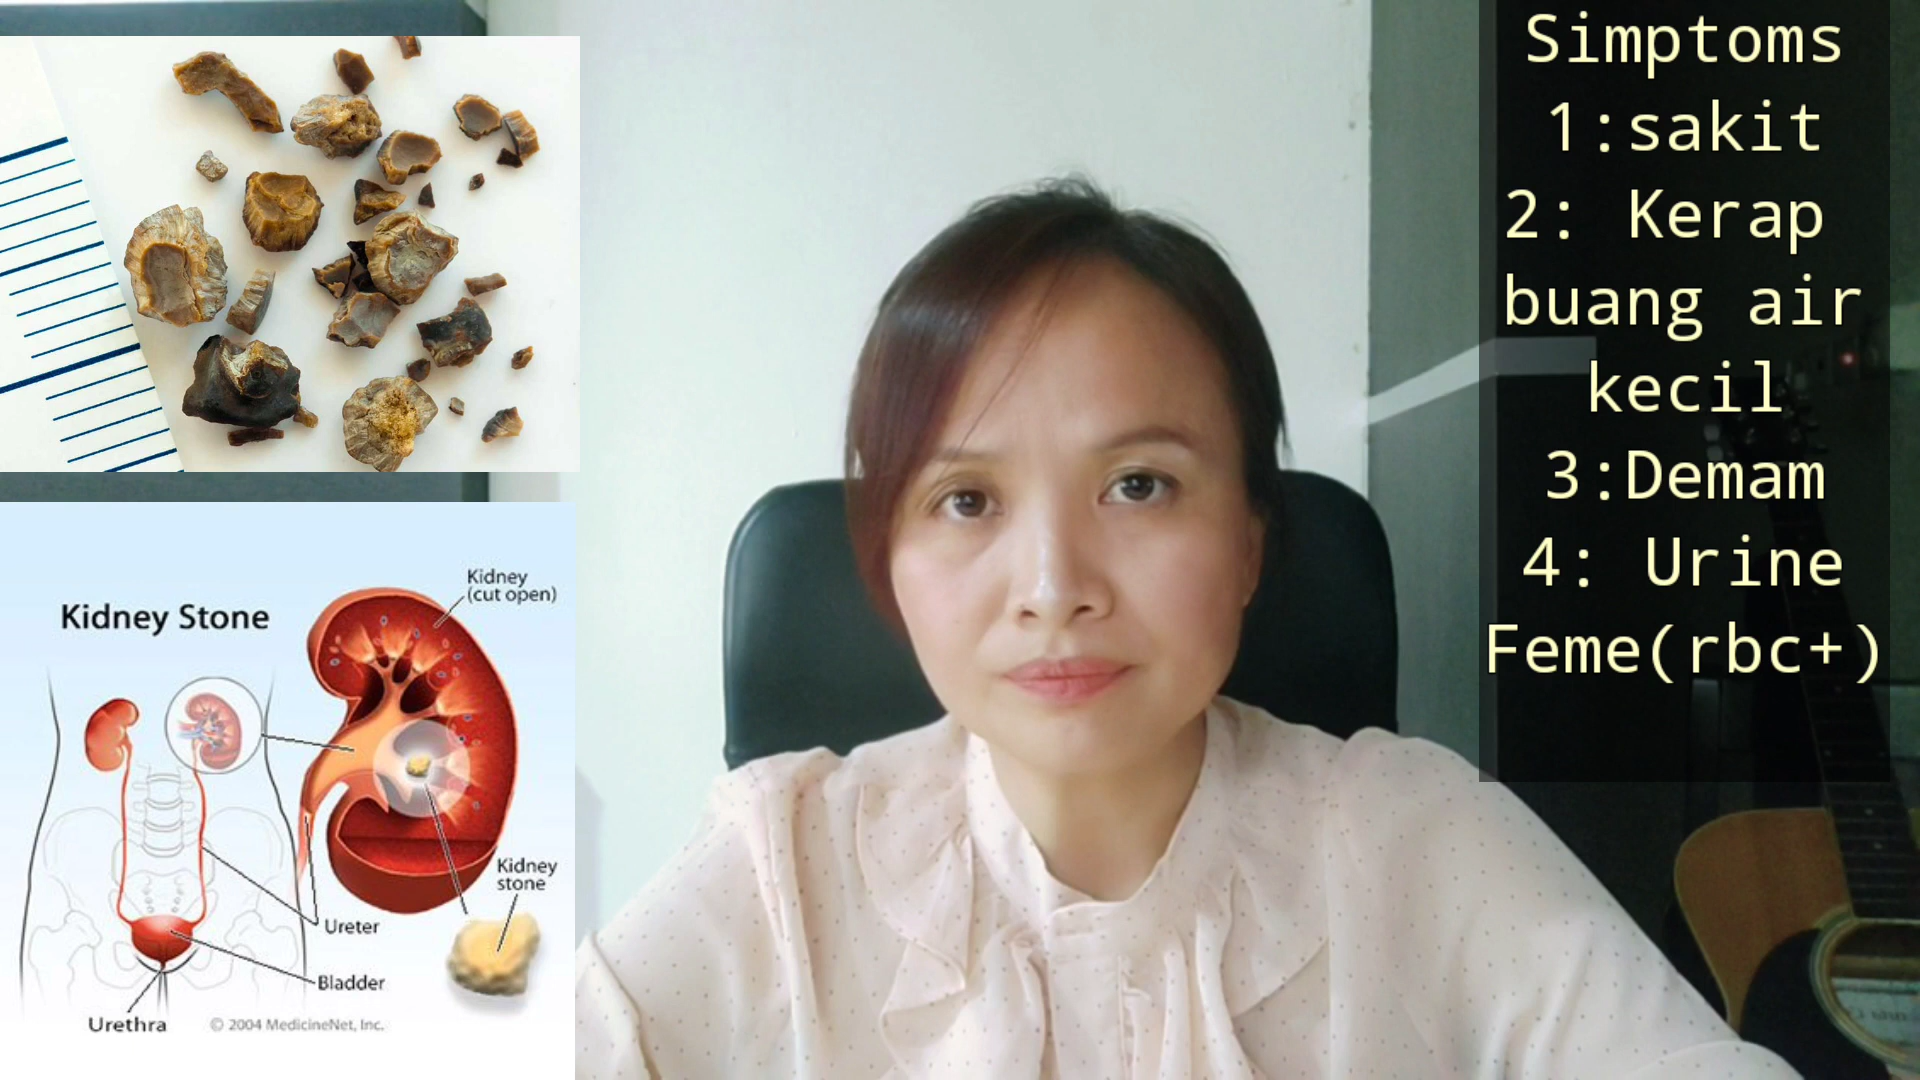 Simptoms
1:sakit
2: Kerap
buang air
kecil
3:Demam
4: Urine
Feme(rbc+)
Kidney
(cut open)
Kidney Stone
Kidney
stone
Ureter
Bladder
Urethra
© 2004 MedicineNet, Inc.